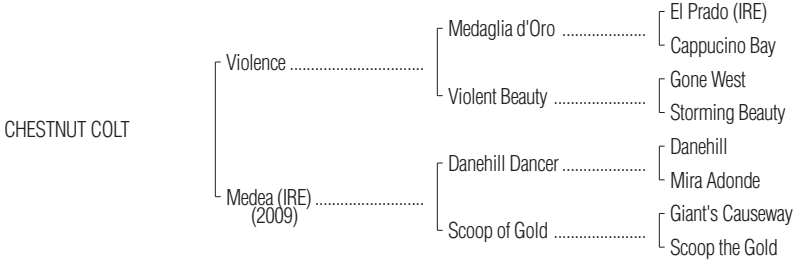 El Prado (IRE)
Medaglia d'Oro ....................
Cappucino Bay
Violence ................................
Gone West
Violent Beauty ......................
Storming Beauty
CHESTNUT COLT
Danehill
Danehill Dancer ....................
Mira Adonde
Medea (IRE) ..........................
(2009)
Giant's Causeway
Scoop of Gold ......................
Scoop the Gold